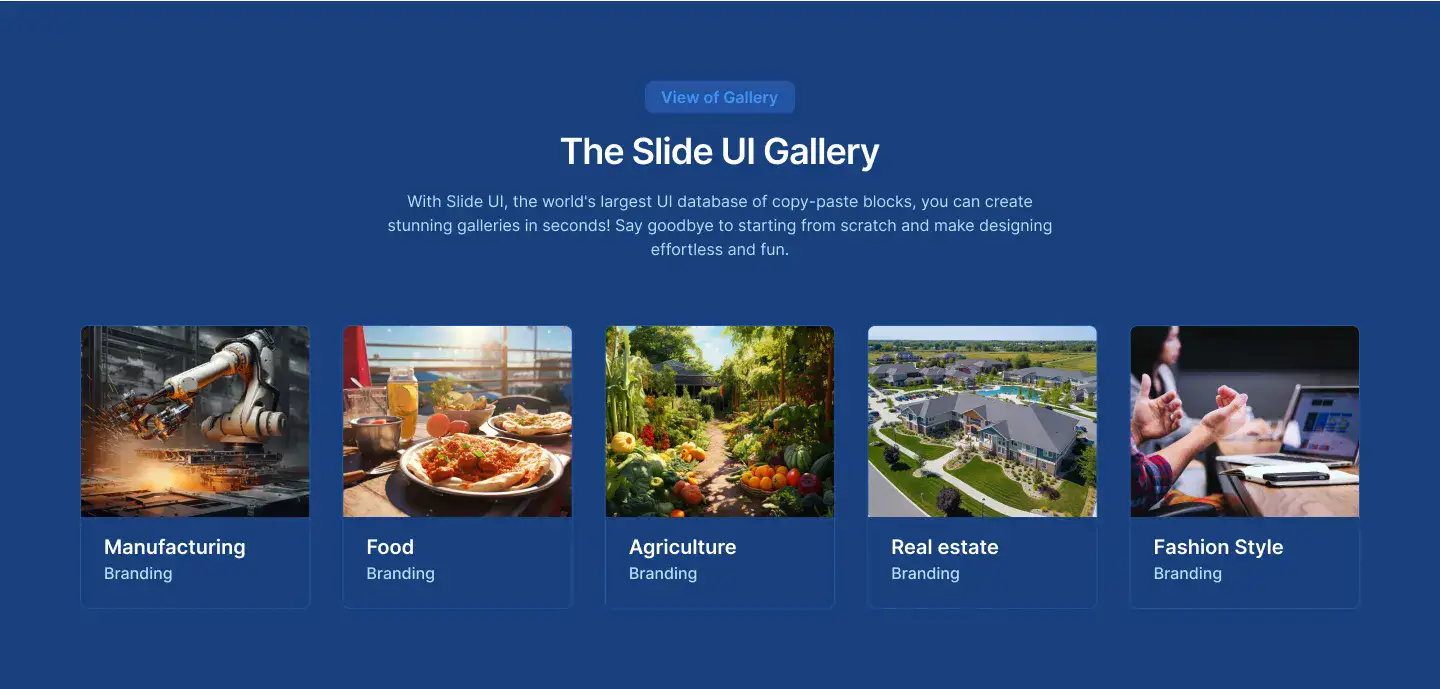 View of Gallery
The Slide UI Gallery
With Slide UI, the world's largest UI database of copy-paste blocks, you can create
stunning galleries in seconds! Say goodbye to starting from scratch and make designing
effortless and fun.
Manufacturing
Branding
Food
Branding
Agriculture
Branding
Real estate
Branding
Fashion Style
Branding